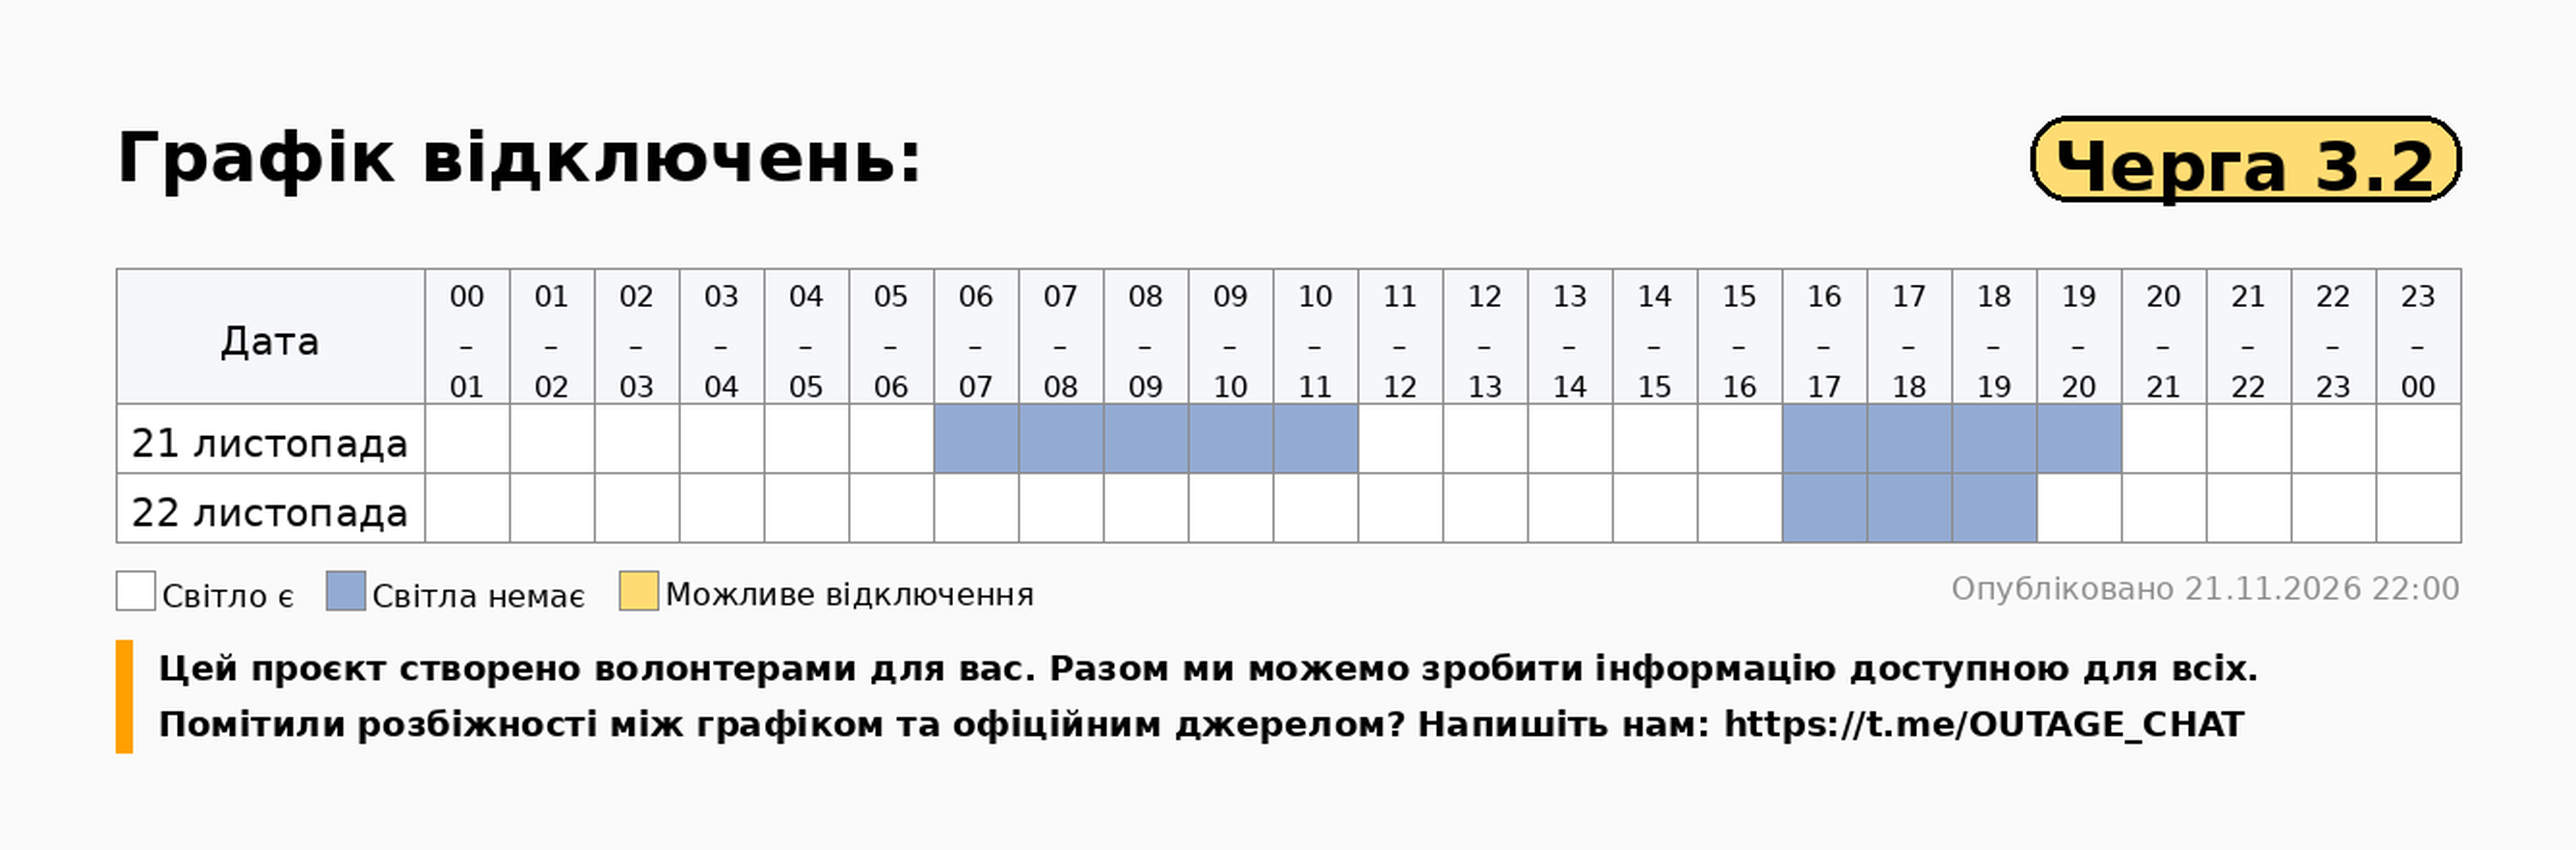 Графік відключень:
Черга 3.2
Дата
00 – 01
01 – 02
02 – 03
03 – 04
04 – 05
05 – 06
06 – 07
07 – 08
08 – 09
09 – 10
10 – 11
11 – 12
12 – 13
13 – 14
14 – 15
15 – 16
16 – 17
17 – 18
18 – 19
19 – 20
20 – 21
21 – 22
22 – 23
23 – 00
21 листопада
22 листопада
Світло є
Світла немає
Можливе відключення
Опубліковано 21.11.2026 22:00
Цей проєкт створено волонтерами для вас. Разом ми можемо зробити інформацію доступною для всіх.
Помітили розбіжності між графіком та офіційним джерелом? Напишіть нам: https://t.me/OUTAGE_CHAT